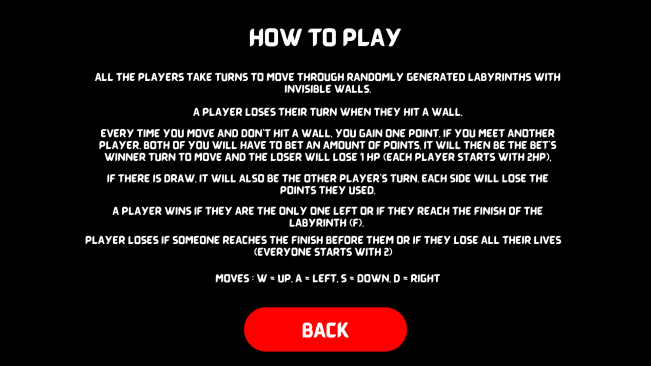 HOW TO PLAY
ALL THE PLAYERS TAKE TURNS TO MOVE THROUGH RANDOMLY GENERATED LABYRINTHS WITH
INVISIBLE WALLS.
A PLAYER LOSES THEIR TURN WHEN THEY HIT A WALL.
EVERY TIME YOU MOVE AND DON'T HIT A WALL, YOU GAIN ONE POINT. IF YOU MEET ANOTHER
PLAYER, BOTH OF YOU WILL HAVE TO BET AN AMOUNT OF POINTS. IT WILL THEN BE THE BET'S
WINNER TURN TO MOVE AND THE LOSER WILL LOSE 1 HP (EACH PLAYER STARTS WITH 2HP).
IF THERE IS DRAW, IT WILL ALSO BE THE OTHER PLAYER'S TURN. EACH SIDE WILL LOSE THE
POINTS THEY USED.
A PLAYER WINS IF THEY ARE THE ONLY ONE LEFT OR IF THEY REACH THE FINISH OF THE
LABYRINTH (F).
PLAYER LOSES IF SOMEONE REACHES THE FINISH BEFORE THEM OR IF THEY LOSE ALL THEIR LIVES
(EVERYONE STARTS WITH 2)
MOVES : W = UP, A = LEFT, S = DOWN, D = RIGHT
BACK